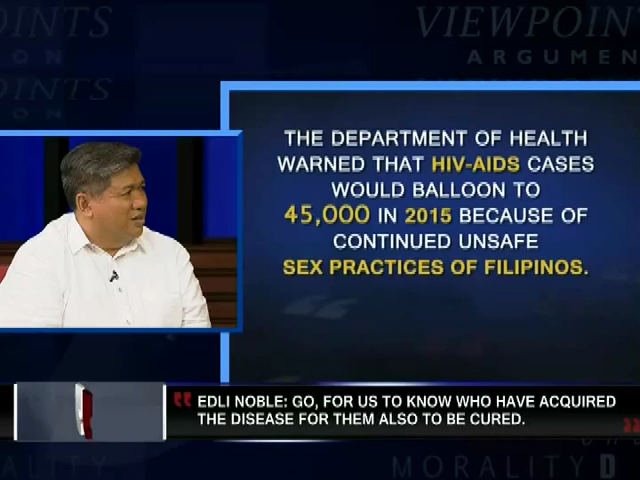 VIEWPOINT
ARGUMEN
THE DEPARTMENT OF HEALTH
WARNED THAT HIV-AIDS CASES
WOULD BALLOON TO
45,000 IN 2015 BECAUSE OF
CONTINUED UNSAFE
SEX PRACTICES OF FILIPINOS.
EDLI NOBLE: GO, FOR US TO KNOW WHO HAVE ACQUIRED
THE DISEASE FOR THEM ALSO TO BE CURED.
MORALITY D